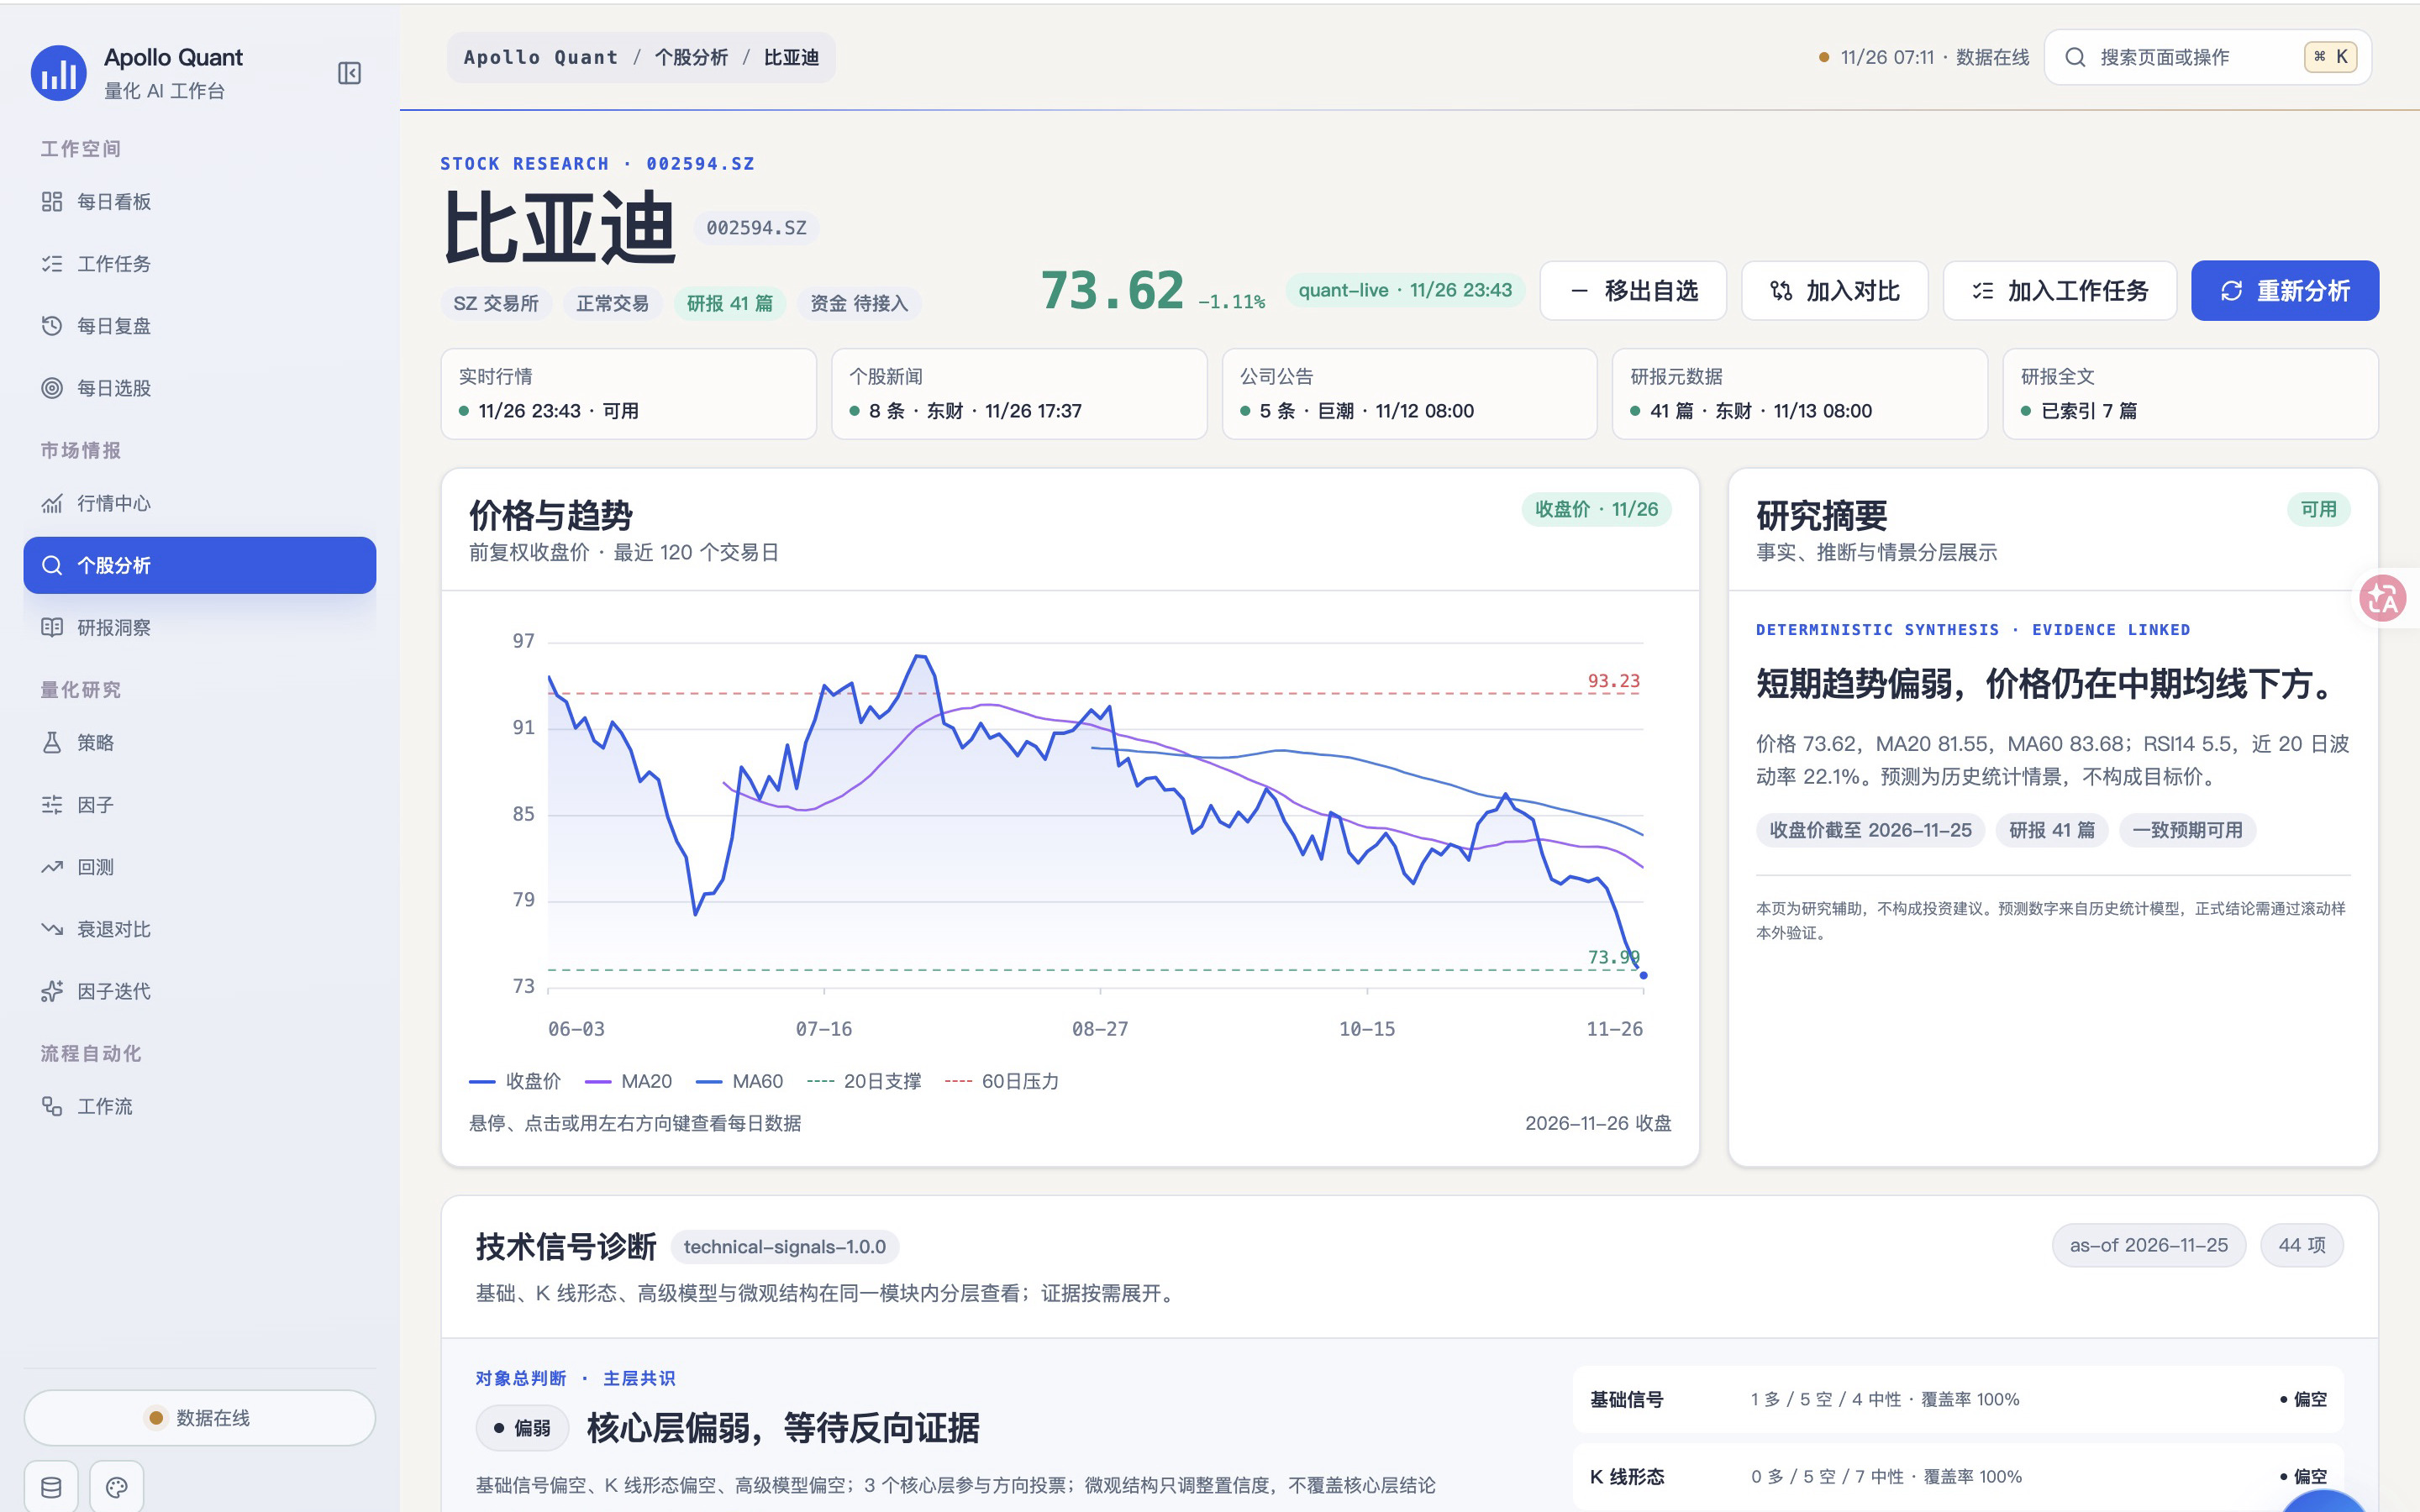 Apollo Quant
量化 AI 工作台
工作空间
每日看板
工作任务
每日复盘
每日选股
市场情报
行情中心
个股分析
研报洞察
量化研究
策略
因子
回测
衰退对比
因子迭代
流程自动化
工作流
数据在线
Apollo Quant / 个股分析 / 比亚迪
11/26 07:11 · 数据在线
搜索页面或操作
⌘ K
STOCK RESEARCH · 002594.SZ
比亚迪
002594.SZ
SZ 交易所
正常交易
研报 41 篇
资金 待接入
73.62 -1.11%
quant-live · 11/26 23:43
移出自选
加入对比
加入工作任务
重新分析
实时行情
11/26 23:43 · 可用
个股新闻
8 条 · 东财 · 11/26 17:37
公司公告
5 条 · 巨潮 · 11/12 08:00
研报元数据
41 篇 · 东财 · 11/13 08:00
研报全文
已索引 7 篇
价格与趋势
收盘价 · 11/26
前复权收盘价 · 最近 120 个交易日
97
93.23
91
85
79
73.99
73
06-03
07-16
08-27
10-15
11-26
收盘价
MA20
MA60
20日支撑
60日压力
悬停、点击或用左右方向键查看每日数据
2026-11-26 收盘
研究摘要
可用
事实、推断与情景分层展示
DETERMINISTIC SYNTHESIS · EVIDENCE LINKED
短期趋势偏弱，价格仍在中期均线下方。
价格 73.62，MA20 81.55，MA60 83.68；RSI14 5.5，近 20 日波
动率 22.1%。预测为历史统计情景，不构成目标价。
收盘价截至 2026-11-25
研报 41 篇
一致预期可用
本页为研究辅助，不构成投资建议。预测数字来自历史统计模型，正式结论需通过滚动样
本外验证。
技术信号诊断
technical-signals-1.0.0
as-of 2026-11-25
44 项
基础、K 线形态、高级模型与微观结构在同一模块内分层查看；证据按需展开。
对象总判断 · 主层共识
偏弱
核心层偏弱，等待反向证据
基础信号偏空、K 线形态偏空、高级模型偏空；3 个核心层参与方向投票；微观结构只调整置信度，不覆盖核心层结论
基础信号
1 多 / 5 空 / 4 中性 · 覆盖率 100%
偏空
K 线形态
0 多 / 5 空 / 7 中性 · 覆盖率 100%
偏空